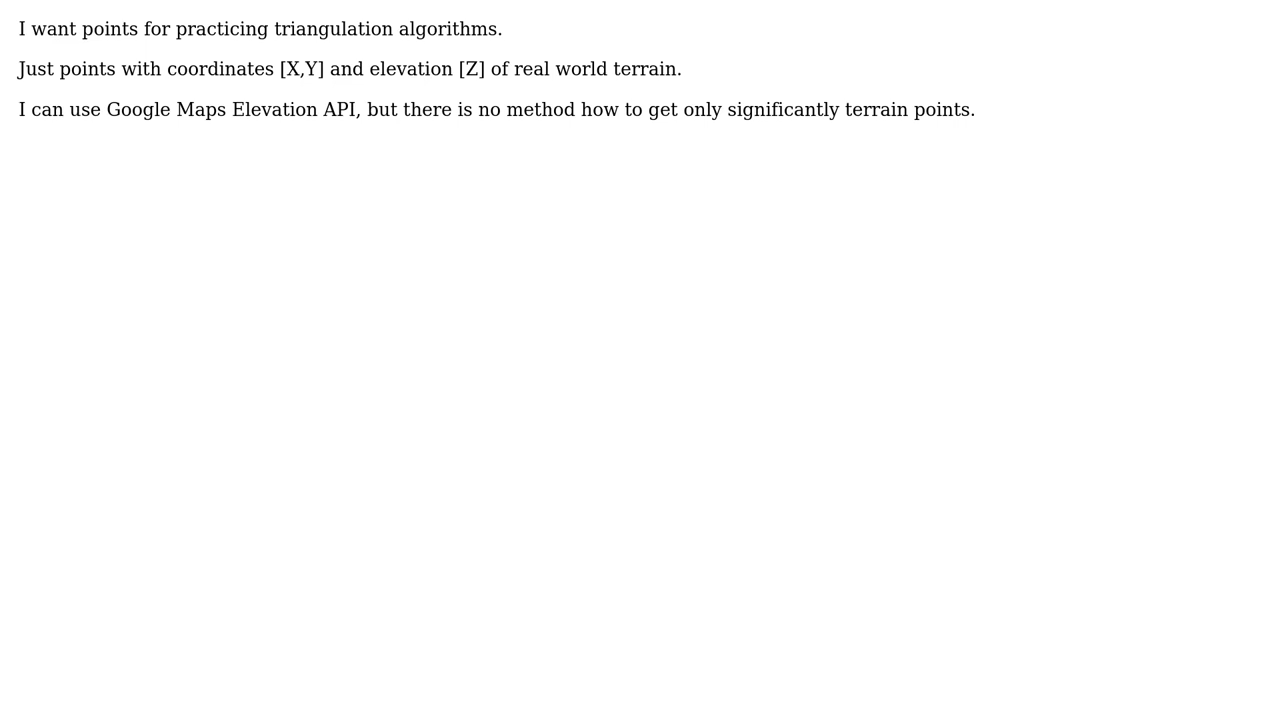 I want points for practicing triangulation algorithms.
Just points with coordinates [X,Y] and elevation [Z] of real world terrain.
I can use Google Maps Elevation API, but there is no method how to get only significantly terrain points.